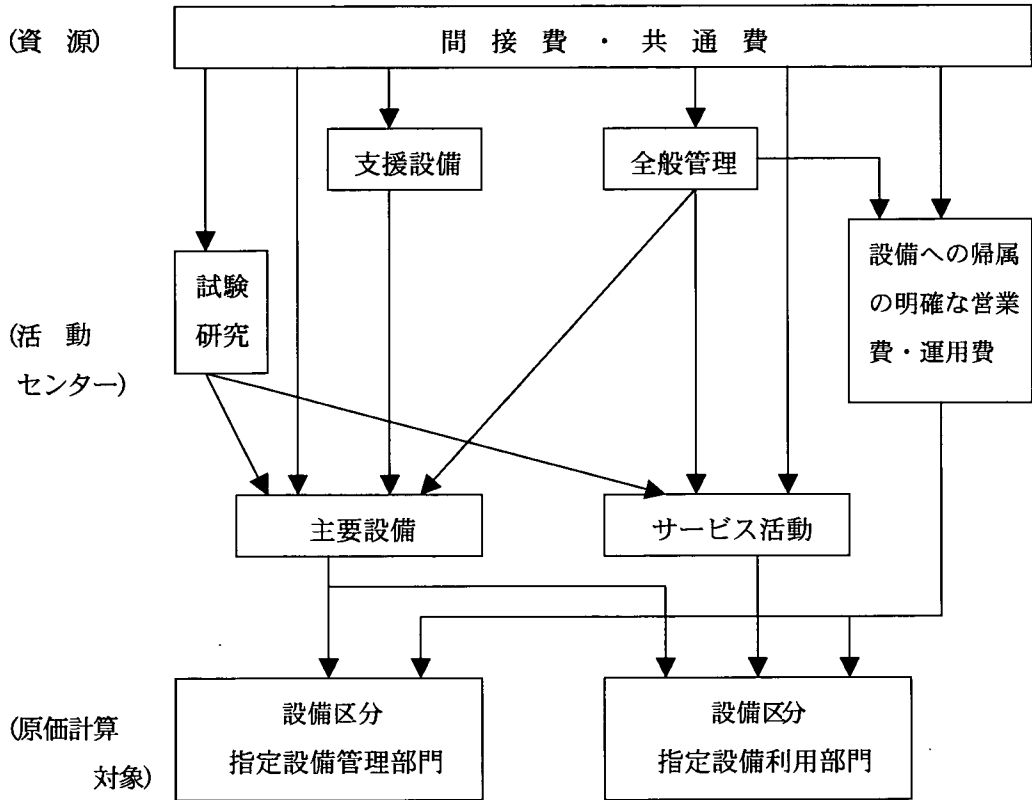 (資 源)
間 接 費 ・ 共 通 費
支援設備
全般管理
試験
研究
設備への帰属
の明確な営業
費・運用費
(活 動
センター)
主要設備
サービス活動
(原価計算
対象)
設備区分
指定設備管理部門
設備区分
指定設備利用部門